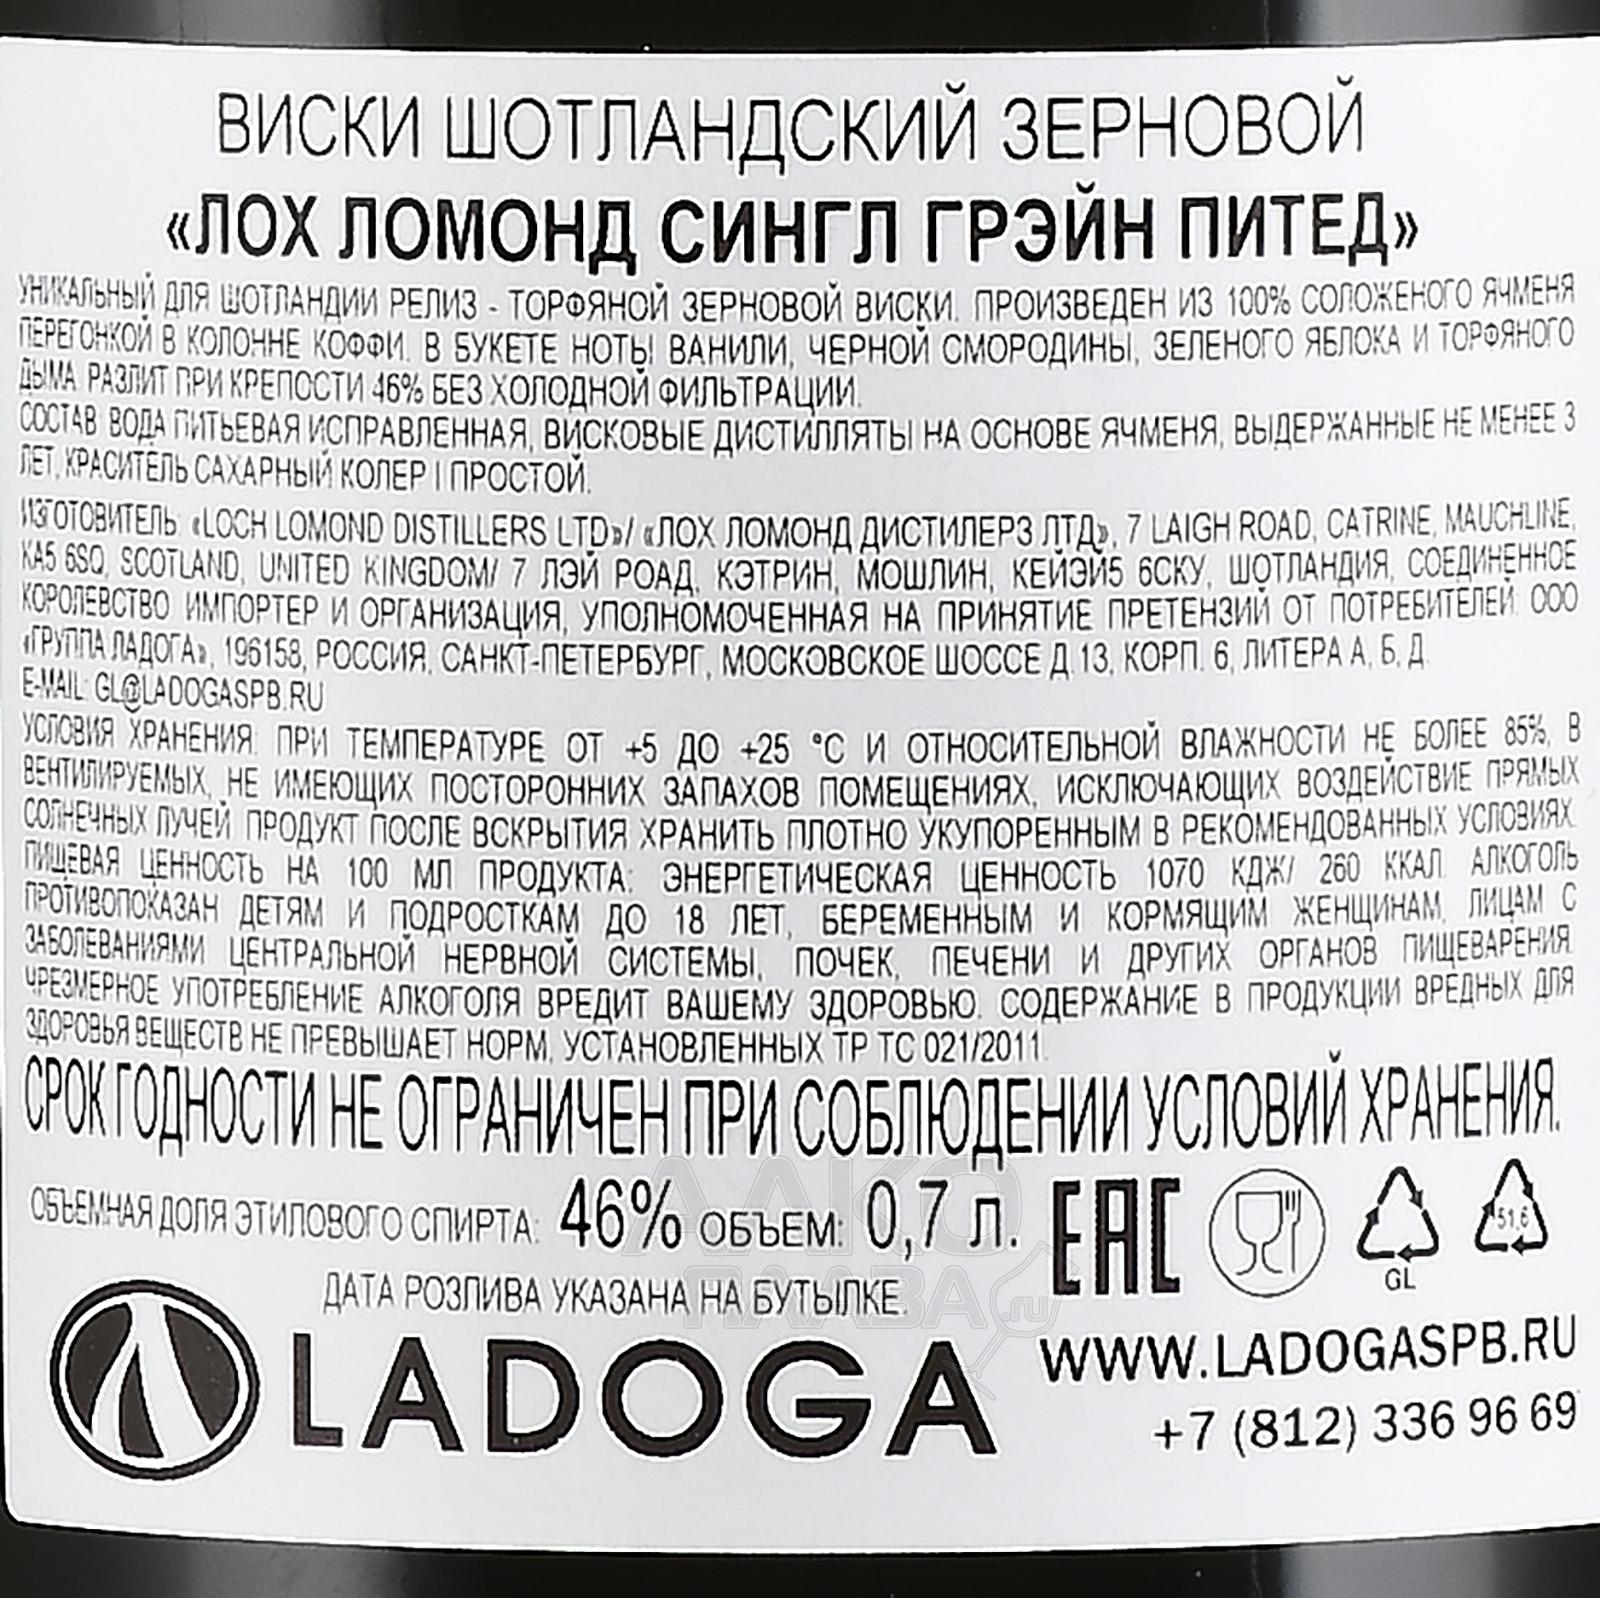 ВИСКИ ШОТЛАНДСКИЙ ЗЕРНОВОЙ
«ЛОХ ЛОМОНД СИНГЛ ГРЭЙН ПИТЕД»
УНИКАЛЬНЫЙ ДЛЯ ШОТЛАНДИИ РЕЛИЗ - ТОРФЯНОЙ ЗЕРНОВОЙ ВИСКИ. ПРОИЗВЕДЕН ИЗ 100% СОЛОЖЕНОГО ЯЧМЕНЯ
ПЕРЕГОНКОЙ В КОЛОННЕ КОФФИ. В БУКЕТЕ НОТЫ ВАНИЛИ, ЧЕРНОЙ СМОРОДИНЫ, ЗЕЛЕНОГО ЯБЛОКА И ТОРФЯНОГО
ДЫМА. РАЗЛИТ ПРИ КРЕПОСТИ 46% БЕЗ ХОЛОДНОЙ ФИЛЬТРАЦИИ.
СОСТАВ: ВОДА ПИТЬЕВАЯ ИСПРАВЛЕННАЯ, ВИСКОВЫЕ ДИСТИЛЛЯТЫ НА ОСНОВЕ ЯЧМЕНЯ, ВЫДЕРЖАННЫЕ НЕ МЕНЕЕ 3
ЛЕТ, КРАСИТЕЛЬ САХАРНЫЙ КОЛЕР I ПРОСТОЙ.
ИЗГОТОВИТЕЛЬ: «LOCH LOMOND DISTILLERS LTD»/ «ЛОХ ЛОМОНД ДИСТИЛЕРЗ ЛТД», 7 LAIGH ROAD, CATRINE, MAUCHLINE,
KA5 6SQ, SCOTLAND, UNITED KINGDOM/ 7 ЛЭЙ РОАД, КЭТРИН, МОШЛИН, КЕЙЭЙ5 6СКУ, ШОТЛАНДИЯ, СОЕДИНЕННОЕ
КОРОЛЕВСТВО ИМПОРТЕР И ОРГАНИЗАЦИЯ, УПОЛНОМОЧЕННАЯ НА ПРИНЯТИЕ ПРЕТЕНЗИЙ ОТ ПОТРЕБИТЕЛЕЙ: ООО
«ГРУППА ЛАДОГА», 196158, РОССИЯ, САНКТ-ПЕТЕРБУРГ, МОСКОВСКОЕ ШОССЕ Д.13, КОРП. 6, ЛИТЕРА А, Б, Д.
E-MAIL: GL@LADOGASPB.RU
УСЛОВИЯ ХРАНЕНИЯ: ПРИ ТЕМПЕРАТУРЕ ОТ +5 ДО +25 °С И ОТНОСИТЕЛЬНОЙ ВЛАЖНОСТИ НЕ БОЛЕЕ 85%, В
ВЕНТИЛИРУЕМЫХ, НЕ ИМЕЮЩИХ ПОСТОРОННИХ ЗАПАХОВ ПОМЕЩЕНИЯХ, ИСКЛЮЧАЮЩИХ ВОЗДЕЙСТВИЕ ПРЯМЫХ
СОЛНЕЧНЫХ ЛУЧЕЙ. ПРОДУКТ ПОСЛЕ ВСКРЫТИЯ ХРАНИТЬ ПЛОТНО УКУПОРЕННЫМ В РЕКОМЕНДОВАННЫХ УСЛОВИЯХ.
ПИЩЕВАЯ ЦЕННОСТЬ НА 100 МЛ ПРОДУКТА: ЭНЕРГЕТИЧЕСКАЯ ЦЕННОСТЬ 1070 КДЖ/ 260 ККАЛ. АЛКОГОЛЬ
ПРОТИВОПОКАЗАН ДЕТЯМ И ПОДРОСТКАМ ДО 18 ЛЕТ, БЕРЕМЕННЫМ И КОРМЯЩИМ ЖЕНЩИНАМ, ЛИЦАМ С
ЗАБОЛЕВАНИЯМИ ЦЕНТРАЛЬНОЙ НЕРВНОЙ СИСТЕМЫ, ПОЧЕК, ПЕЧЕНИ И ДРУГИХ ОРГАНОВ ПИЩЕВАРЕНИЯ.
ЧРЕЗМЕРНОЕ УПОТРЕБЛЕНИЕ АЛКОГОЛЯ ВРЕДИТ ВАШЕМУ ЗДОРОВЬЮ. СОДЕРЖАНИЕ В ПРОДУКЦИИ ВРЕДНЫХ ДЛЯ
ЗДОРОВЬЯ ВЕЩЕСТВ НЕ ПРЕВЫШАЕТ НОРМ, УСТАНОВЛЕННЫХ ТР ТС 021/2011.
СРОК ГОДНОСТИ НЕ ОГРАНИЧЕН ПРИ СОБЛЮДЕНИИ УСЛОВИЙ ХРАНЕНИЯ.
ОБЪЕМНАЯ ДОЛЯ ЭТИЛОВОГО СПИРТА: 46% ОБЪЕМ: 0,7 Л.
ЕАС
GL
51,6
ДАТА РОЗЛИВА УКАЗАНА НА БУТЫЛКЕ.
АЛКО
ПЛАЗА
.ru
LADOGA
WWW.LADOGASPB.RU
+7 (812) 336 96 69